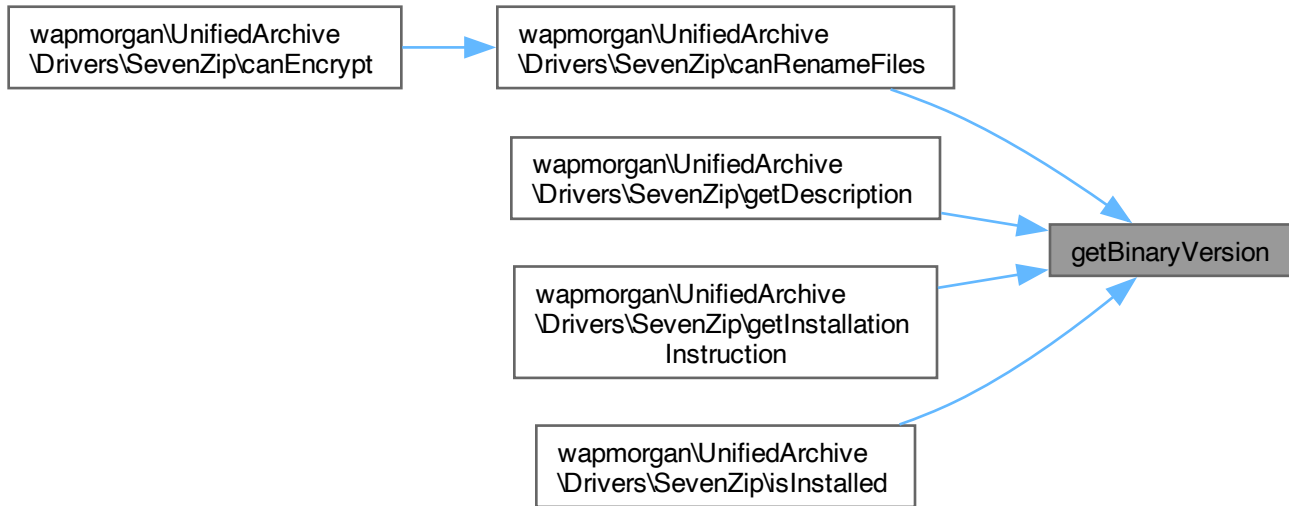 wapmorgan\UnifiedArchive
\Drivers\SevenZip\canEncrypt
wapmorgan\UnifiedArchive
\Drivers\SevenZip\canRenameFiles
wapmorgan\UnifiedArchive
\Drivers\SevenZip\getDescription
getBinaryVersion
wapmorgan\UnifiedArchive
\Drivers\SevenZip\getInstallation
Instruction
wapmorgan\UnifiedArchive
\Drivers\SevenZip\isInstalled